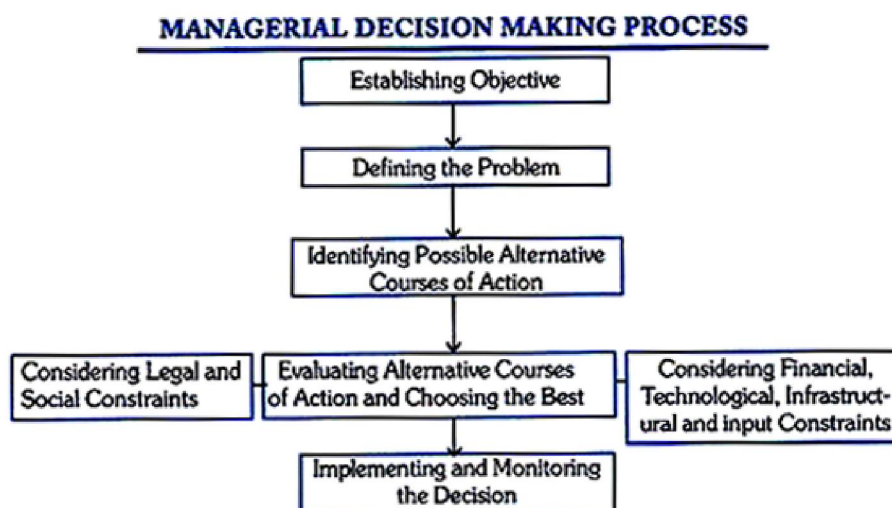 MANAGERIAL DECISION MAKING PROCESS
Establishing Objective
Defining the Problem
Identifying Possible Alternative
Courses of Action
Considering Legal and
Social Constraints
Evaluating Alternative Courses
of Action and Choosing the Best
Considering Financial,
Technological, Infrastruct-
ural and input Constraints
Implementing and Monitoring
the Decision